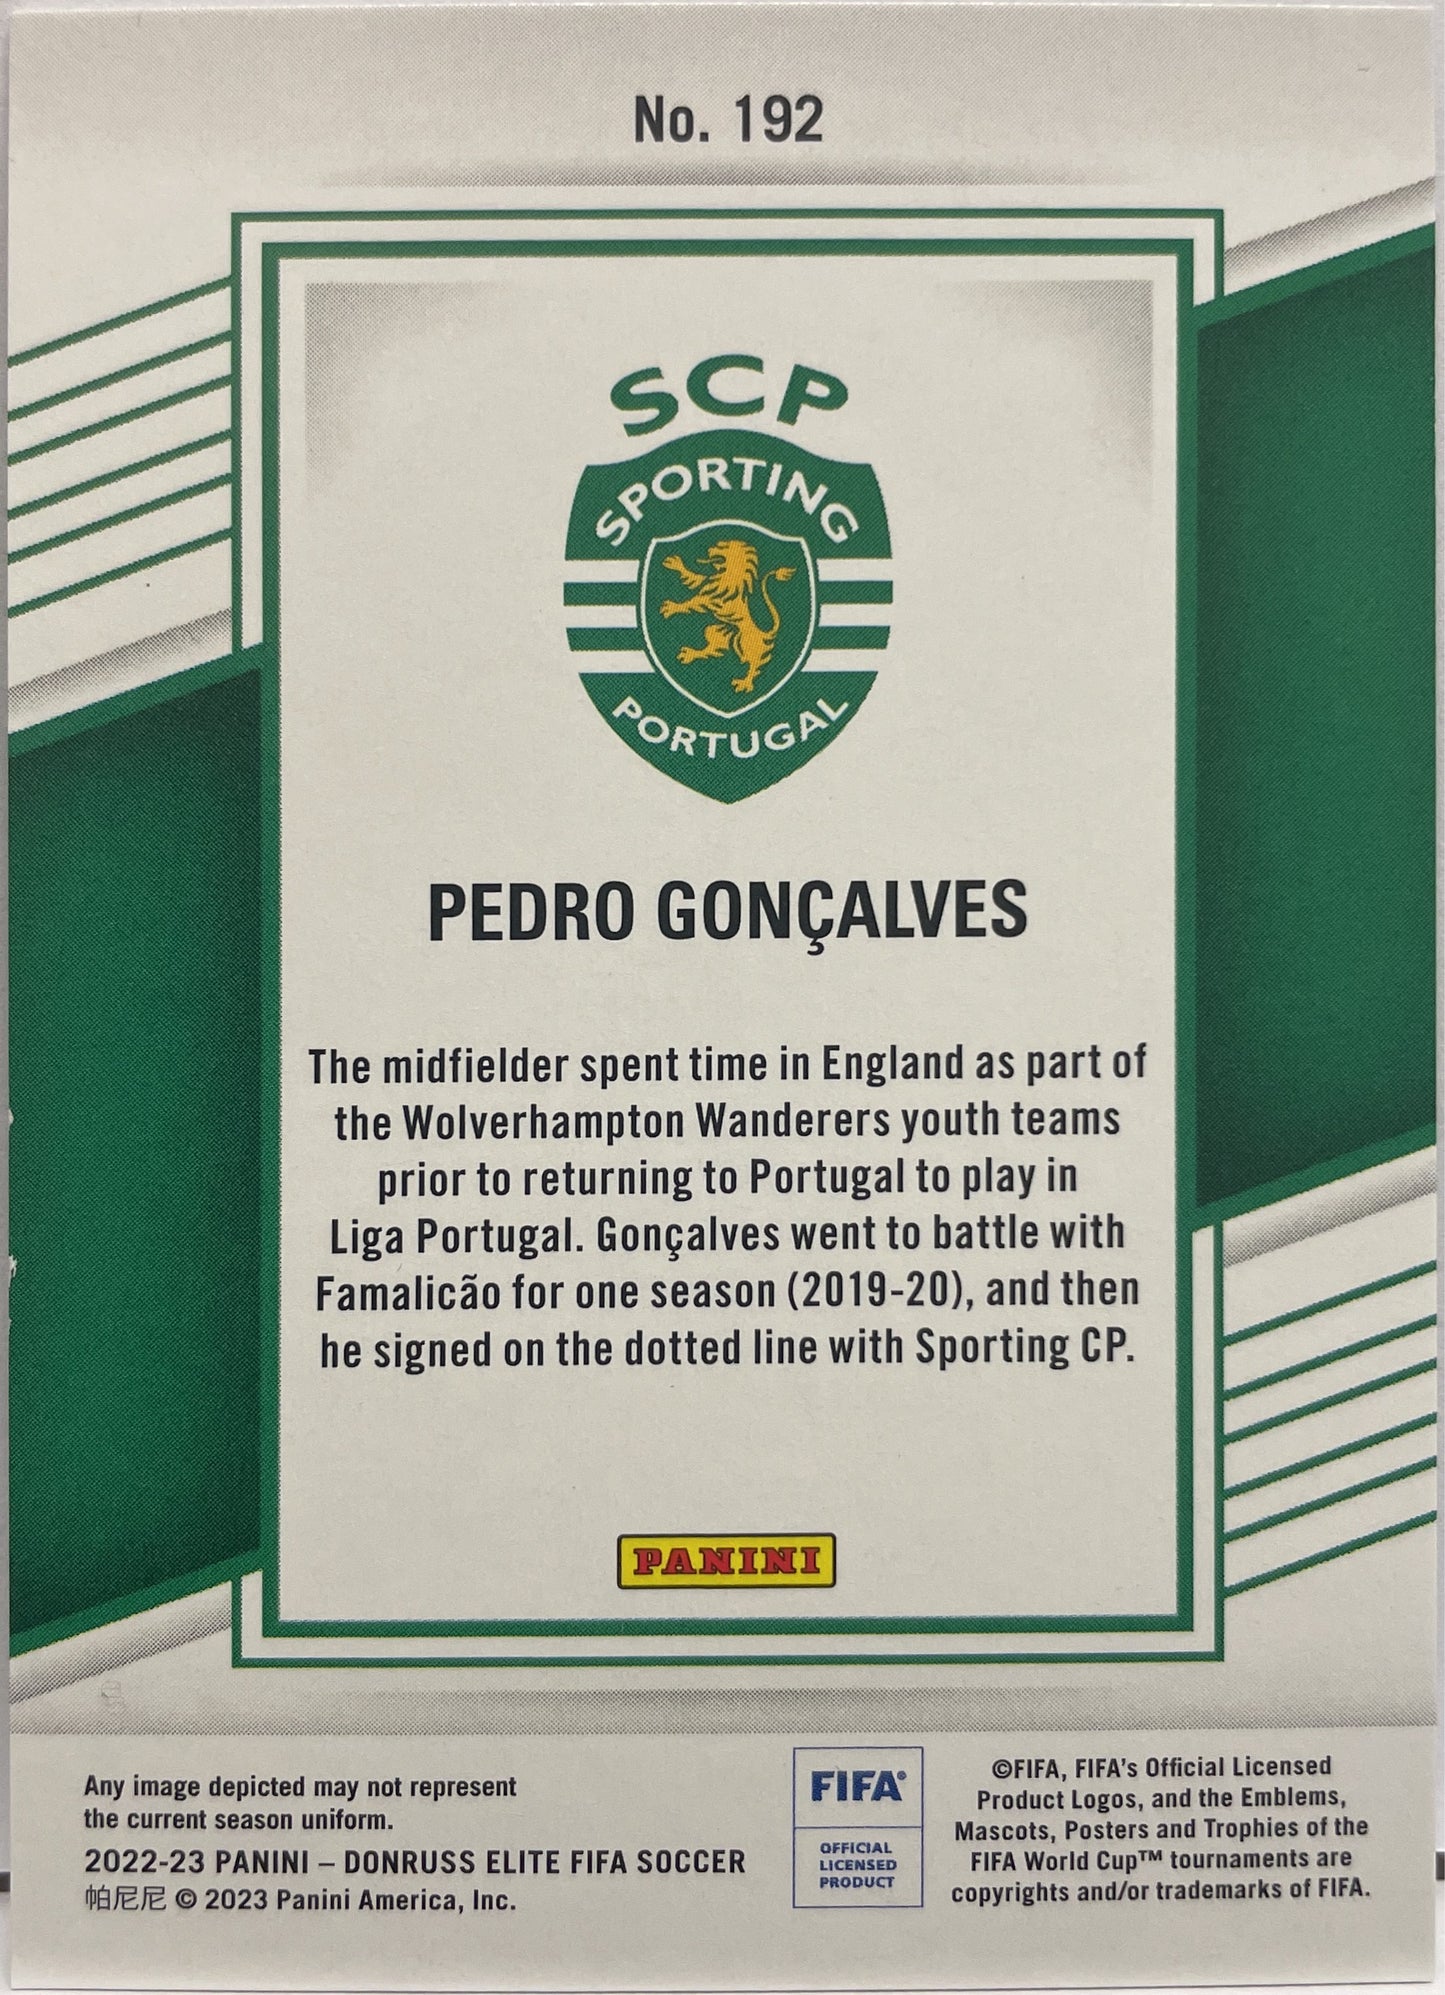 No. 192
SCP
SPORTING
PORTUGAL
PEDRO GONÇALVES
The midfielder spent time in England as part of
the Wolverhampton Wanderers youth teams
prior to returning to Portugal to play in
Liga Portugal. Gonçalves went to battle with
Famalicão for one season (2019-20), and then
he signed on the dotted line with Sporting CP.
PANINI
Any image depicted may not represent
the current season uniform.
2022-23 PANINI – DONRUSS ELITE FIFA SOCCER
帕尼尼 © 2023 Panini America, Inc.
FIFA®
OFFICIAL
LICENSED
PRODUCT
©FIFA, FIFA's Official Licensed
Product Logos, and the Emblems,
Mascots, Posters and Trophies of the
FIFA World Cup™ tournaments are
copyrights and/or trademarks of FIFA.